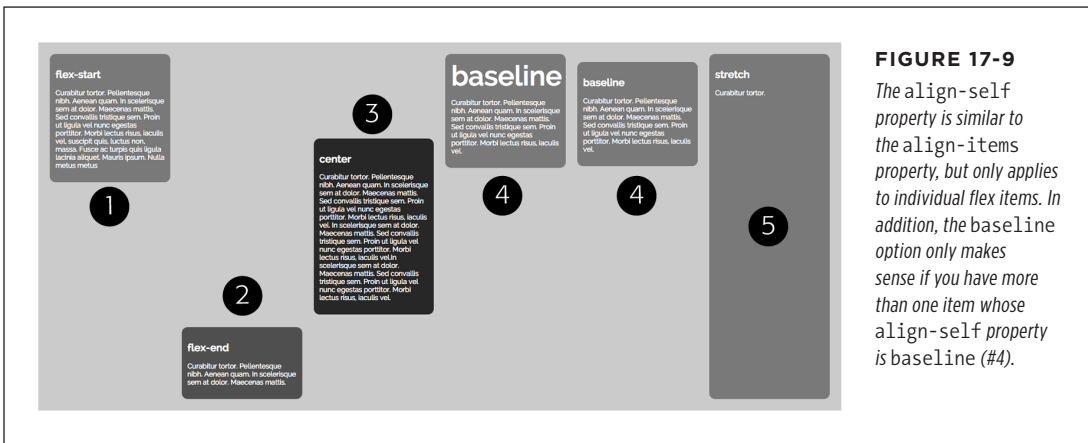 flex-start
Curabitur tortor. Pellentesque
nibh. Aenean quam. In scelerisque
sem at dolor. Maecenas mattis.
Sed convallis tristique sem. Proin
ut ligula vel nunc egestas
porttitor. Morbi lectus risus, iaculis
vel, suscipit quis, luctus non,
massa. Fusce ac turpis quis ligula
lacinia aliquet. Mauris ipsum. Nulla
metus metus
1
2
flex-end
Curabitur tortor. Pellentesque
nibh. Aenean quam. In scelerisque
sem at dolor. Maecenas mattis.
3
center
Curabitur tortor. Pellentesque
nibh. Aenean quam. In scelerisque
sem at dolor. Maecenas mattis.
Sed convallis tristique sem. Proin
ut ligula vel nunc egestas
porttitor. Morbi lectus risus, iaculis
vel. In scelerisque sem at dolor.
Maecenas mattis. Sed convallis
tristique sem. Proin ut ligula vel
nunc egestas porttitor. Morbi
lectus risus, iaculis vel.In
scelerisque sem at dolor.
Maecenas mattis. Sed convallis
tristique sem. Proin ut ligula vel
nunc egestas porttitor. Morbi
lectus risus, iaculis vel.
baseline
Curabitur tortor. Pellentesque
nibh. Aenean quam. In scelerisque
sem at dolor. Maecenas mattis.
Sed convallis tristique sem. Proin
ut ligula vel nunc egestas
porttitor. Morbi lectus risus, iaculis
vel.
4
baseline
Curabitur tortor. Pellentesque
nibh. Aenean quam. In scelerisque
sem at dolor. Maecenas mattis.
Sed convallis tristique sem. Proin
ut ligula vel nunc egestas
porttitor. Morbi lectus risus, iaculis
vel.
4
stretch
Curabitur tortor.
5
FIGURE 17-9
The align-self
property is similar to
the align-items
property, but only applies
to individual flex items. In
addition, the baseline
option only makes
sense if you have more
than one item whose
align-self property
is baseline (#4).